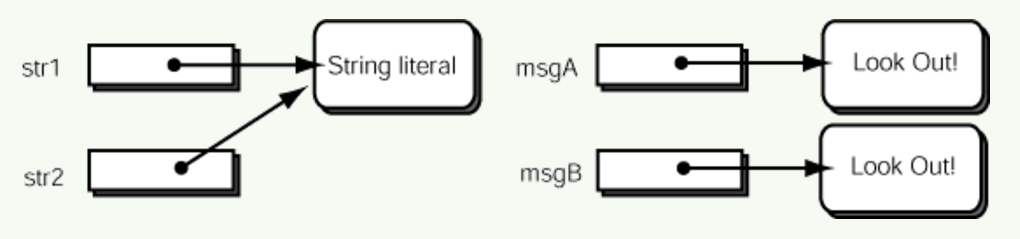 str1
String literal
str2
msgA
Look Out!
msgB
Look Out!